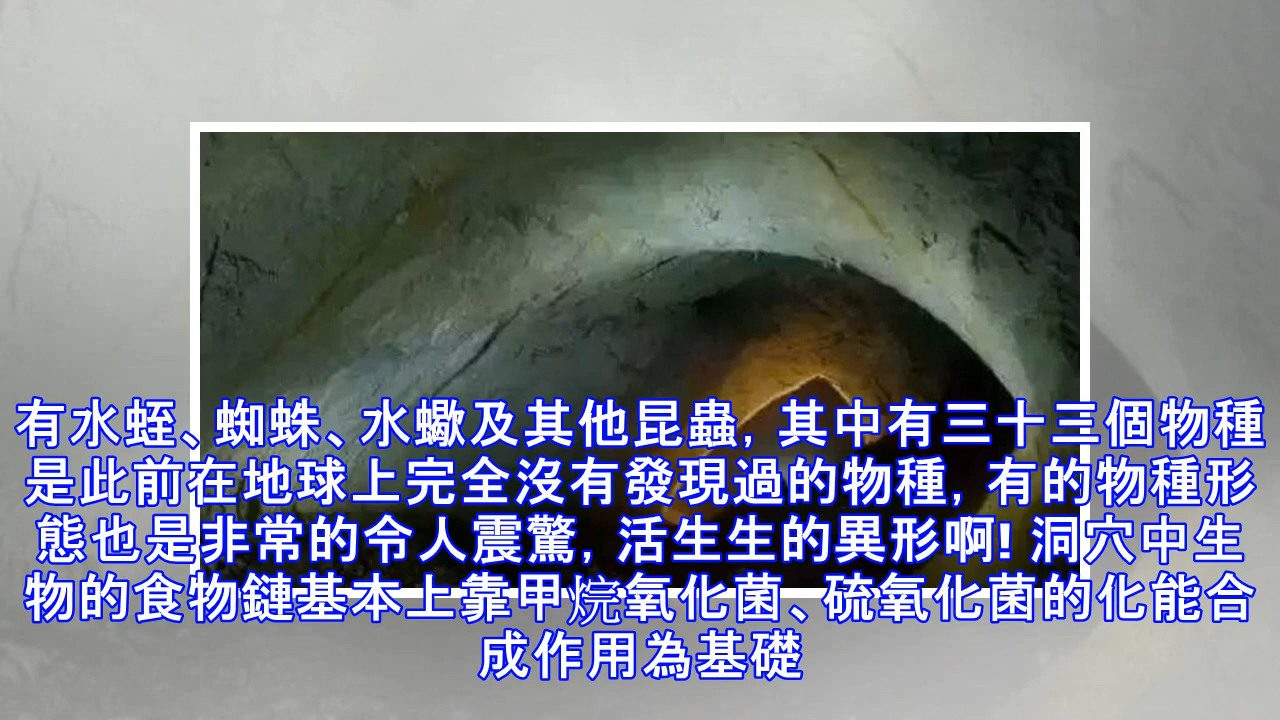 有水蛭、蜘蛛、水蠍及其他昆蟲, 其中有三十三個物種
是此前在地球上完全沒有發現過的物種, 有的物種形
態也是非常的令人震驚, 活生生的異形啊! 洞穴中生
物的食物鏈基本上靠甲烷氧化菌、硫氧化菌的化能合
成作用為基礎